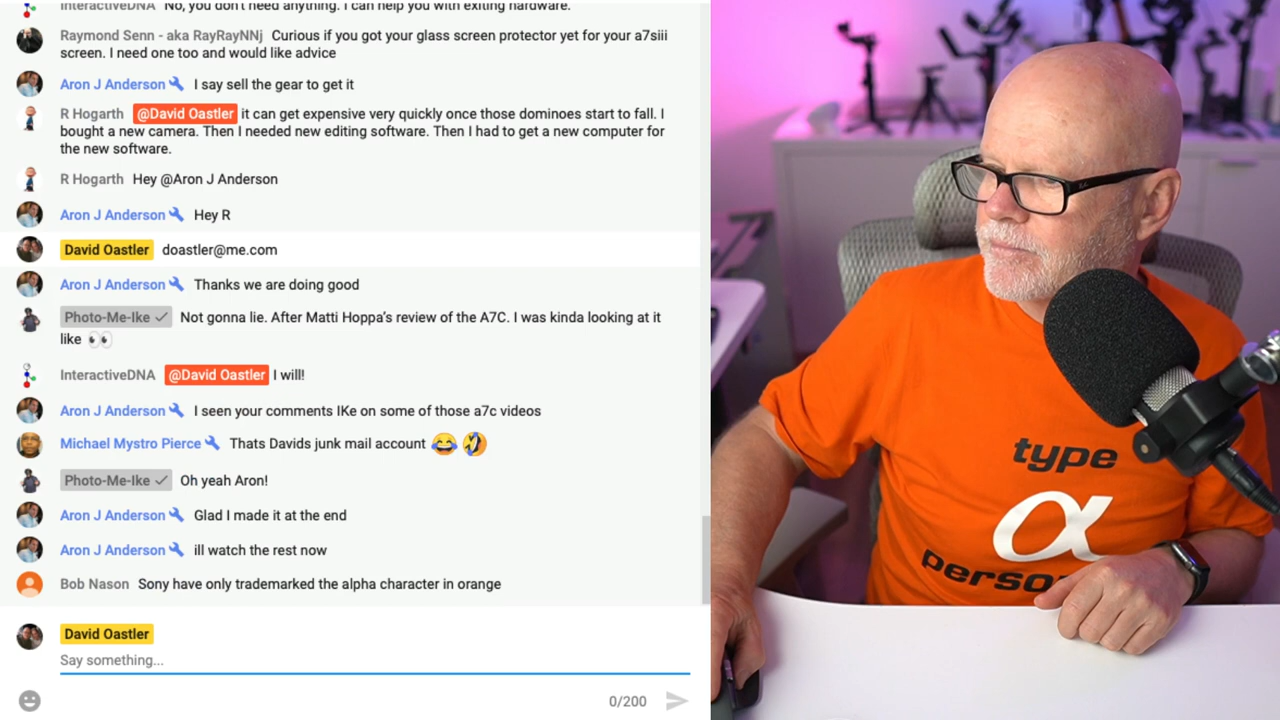 InteractiveDNA No, you don't need anything. I can help you with exiting hardware.
Raymond Senn - aka RayRayNNj Curious if you got your glass screen protector yet for your a7siii
screen. I need one too and would like advice
Aron J Anderson I say sell the gear to get it
R Hogarth @David Oastler it can get expensive very quickly once those dominoes start to fall. I
bought a new camera. Then I needed new editing software. Then I had to get a new computer for
the new software.
R Hogarth Hey @Aron J Anderson
Aron J Anderson Hey R
David Oastler doastler@me.com
Aron J Anderson Thanks we are doing good
Photo-Me-Ike Not gonna lie. After Matti Hoppa's review of the A7C. I was kinda looking at it
like 👀
InteractiveDNA @David Oastler I will!
Aron J Anderson I seen your comments IKe on some of those a7c videos
Michael Mystro Pierce Thats Davids junk mail account 😂 🤣
Photo-Me-Ike Oh yeah Aron!
Aron J Anderson Glad I made it at the end
Aron J Anderson ill watch the rest now
Bob Nason Sony have only trademarked the alpha character in orange
David Oastler
Say something...
0/200
type
α
perso